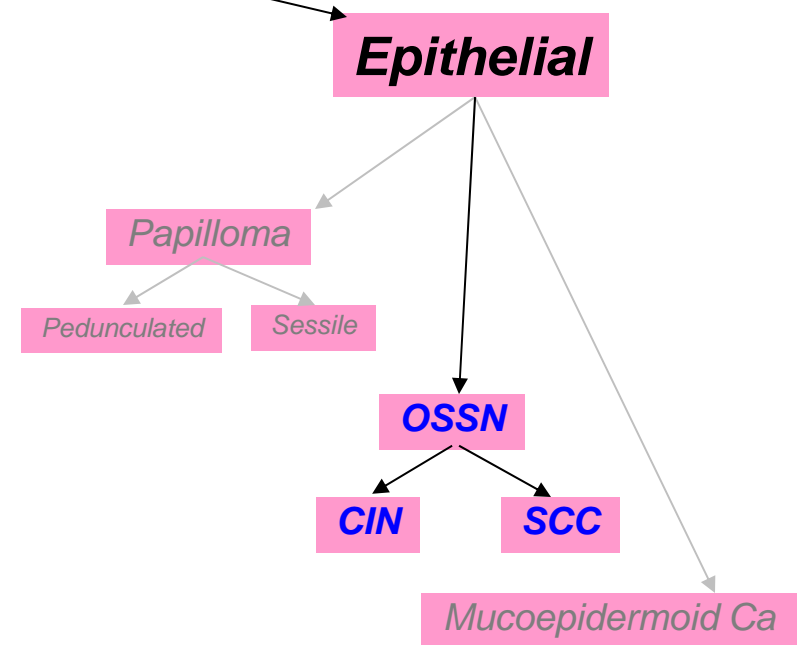 Epithelial
Papilloma
Pedunculated
Sessile
OSSN
CIN
SCC
Mucoepidermoid Ca